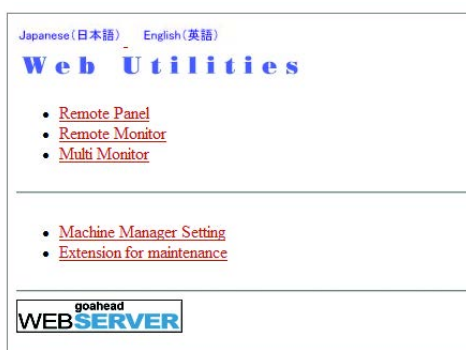 Japanese(日本語) English(英語)
Web Utilities
Remote Panel
Remote Monitor
Multi Monitor
Machine Manager Setting
Extension for maintenance
goahead
WEBSERVER